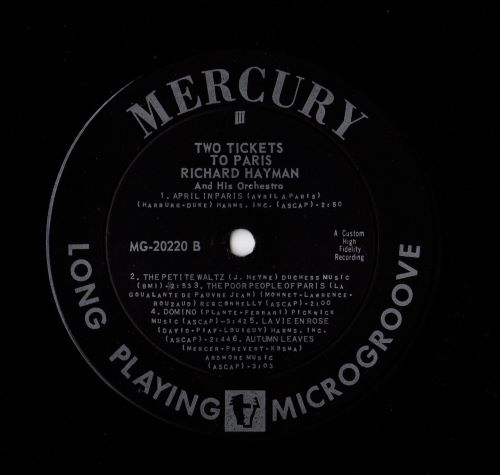 MERCURY
III
TWO TICKETS
TO PARIS
RICHARD HAYMAN
And His Orchestra
1. APRIL IN PARIS (AVRIL A PARIS)
(HARBURG-DUKE) HARMS, INC. (ASCAP)-2:50
MG-20220 B
A Custom
High
Fidelity
Recording
2. THE PETITE WALTZ (J. HEYNE) DUCHESS MUSIC
(BMI)-2:53 3. THE POOR PEOPLE OF PARIS (LA
GOUALANTE DE PAUVRE JEAN) (MONNET-LAWRENCE-
ROUZAUD) REG CONNELLY (ASCAP)-2:00
4. DOMINO (PLANTE-FERRARI) PICKWICK
MUSIC (ASCAP)-3:42 5. LA VIE EN ROSE
(DAVID-PIAF-LOUIGUY) HARMS, INC.
(ASCAP)-2:44 6. AUTUMN LEAVES
(MERCER-PREVERT-KOSMA)
ARDMORE MUSIC
(ASCAP)-3:03
LONG PLAYING MICROGROOVE